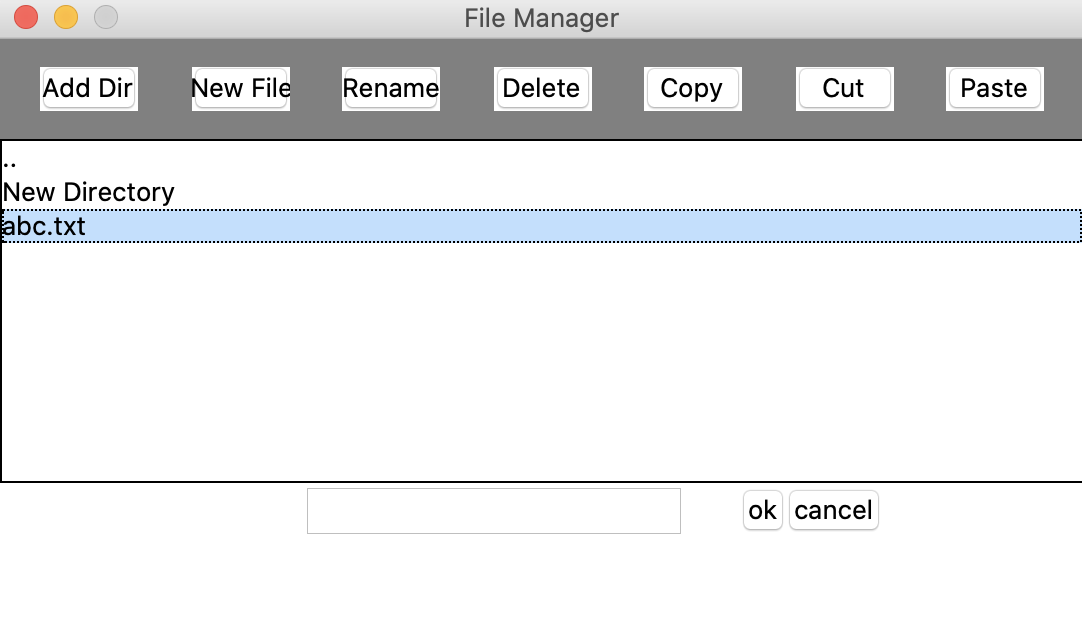 File Manager
Add Dir New File Rename Delete Copy Cut Paste
..
New Directory
abc.txt
ok cancel